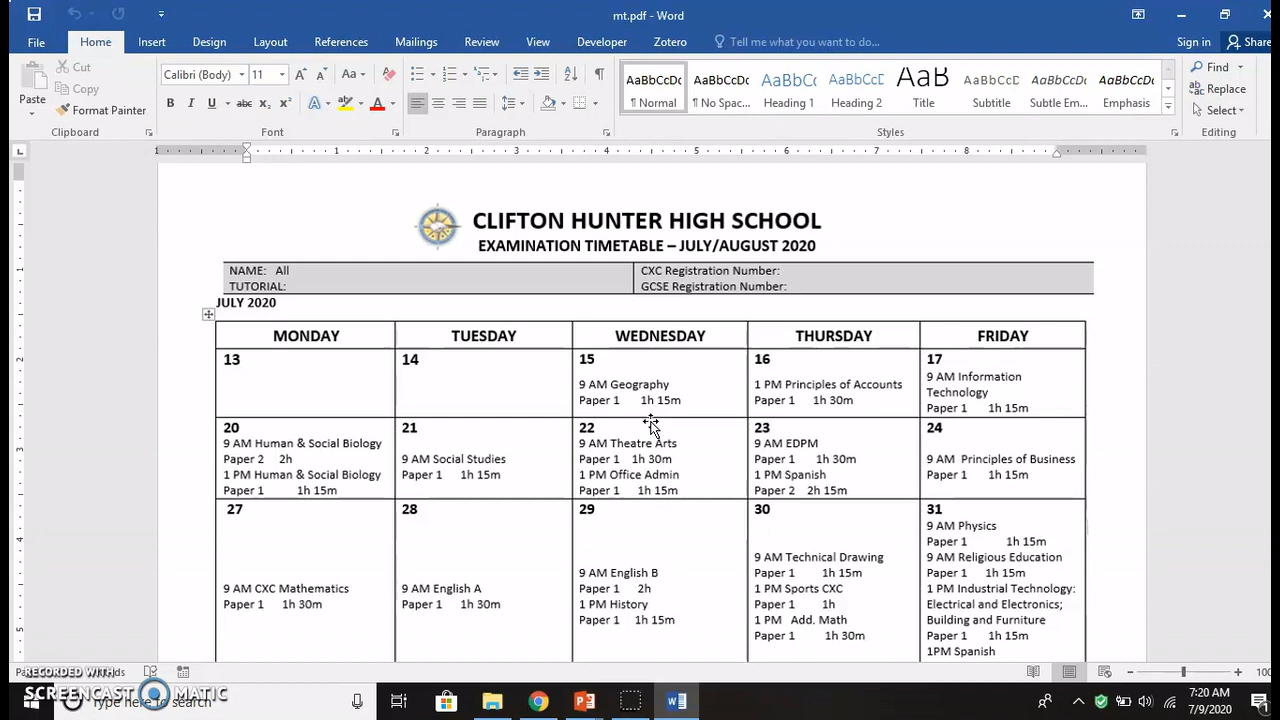 mt.pdf - Word
File Home Insert Design Layout References Mailings Review View Developer Zotero Tell me what you want to do... Sign in Share
Cut
Copy
Format Painter
Paste
Clipboard
Calibri (Body) 11
Font
Paragraph
AaBbCcDc AaBbCcDc AaBbCcD AaBbCcD AaB AaBbCcD AaBbCcDc AaBbCcDc
¶ Normal ¶ No Spac... Heading 1 Heading 2 Title Subtitle Subtle Em... Emphasis
Styles
Find
Replace
Select
Editing
1 1 2 3 4 5 6 7 8
CLIFTON HUNTER HIGH SCHOOL
EXAMINATION TIMETABLE – JULY/AUGUST 2020
NAME: All
TUTORIAL:
CXC Registration Number:
GCSE Registration Number:
JULY 2020
MONDAY TUESDAY WEDNESDAY THURSDAY FRIDAY
13
14
15
9 AM Geography
Paper 1 1h 15m
16
1 PM Principles of Accounts
Paper 1 1h 30m
17
9 AM Information
Technology
Paper 1 1h 15m
20
9 AM Human & Social Biology
Paper 2 2h
1 PM Human & Social Biology
Paper 1 1h 15m
21
9 AM Social Studies
Paper 1 1h 15m
22
9 AM Theatre Arts
Paper 1 1h 30m
1 PM Office Admin
Paper 1 1h 15m
23
9 AM EDPM
Paper 1 1h 30m
1 PM Spanish
Paper 2 2h 15m
24
9 AM Principles of Business
Paper 1 1h 15m
27
9 AM CXC Mathematics
Paper 1 1h 30m
28
9 AM English A
Paper 1 1h 30m
29
9 AM English B
Paper 1 2h
1 PM History
Paper 1 1h 15m
30
9 AM Technical Drawing
Paper 1 1h 15m
1 PM Sports CXC
Paper 1 1h
1 PM Add. Math
Paper 1 1h 30m
31
9 AM Physics
Paper 1 1h 15m
9 AM Religious Education
Paper 1 1h 15m
1 PM Industrial Technology:
Electrical and Electronics;
Building and Furniture
Paper 1 1h 15m
1PM Spanish
RECORDED WITH
SCREENCAST MATIC
Type here to search
100
7:20 AM
7/9/2020